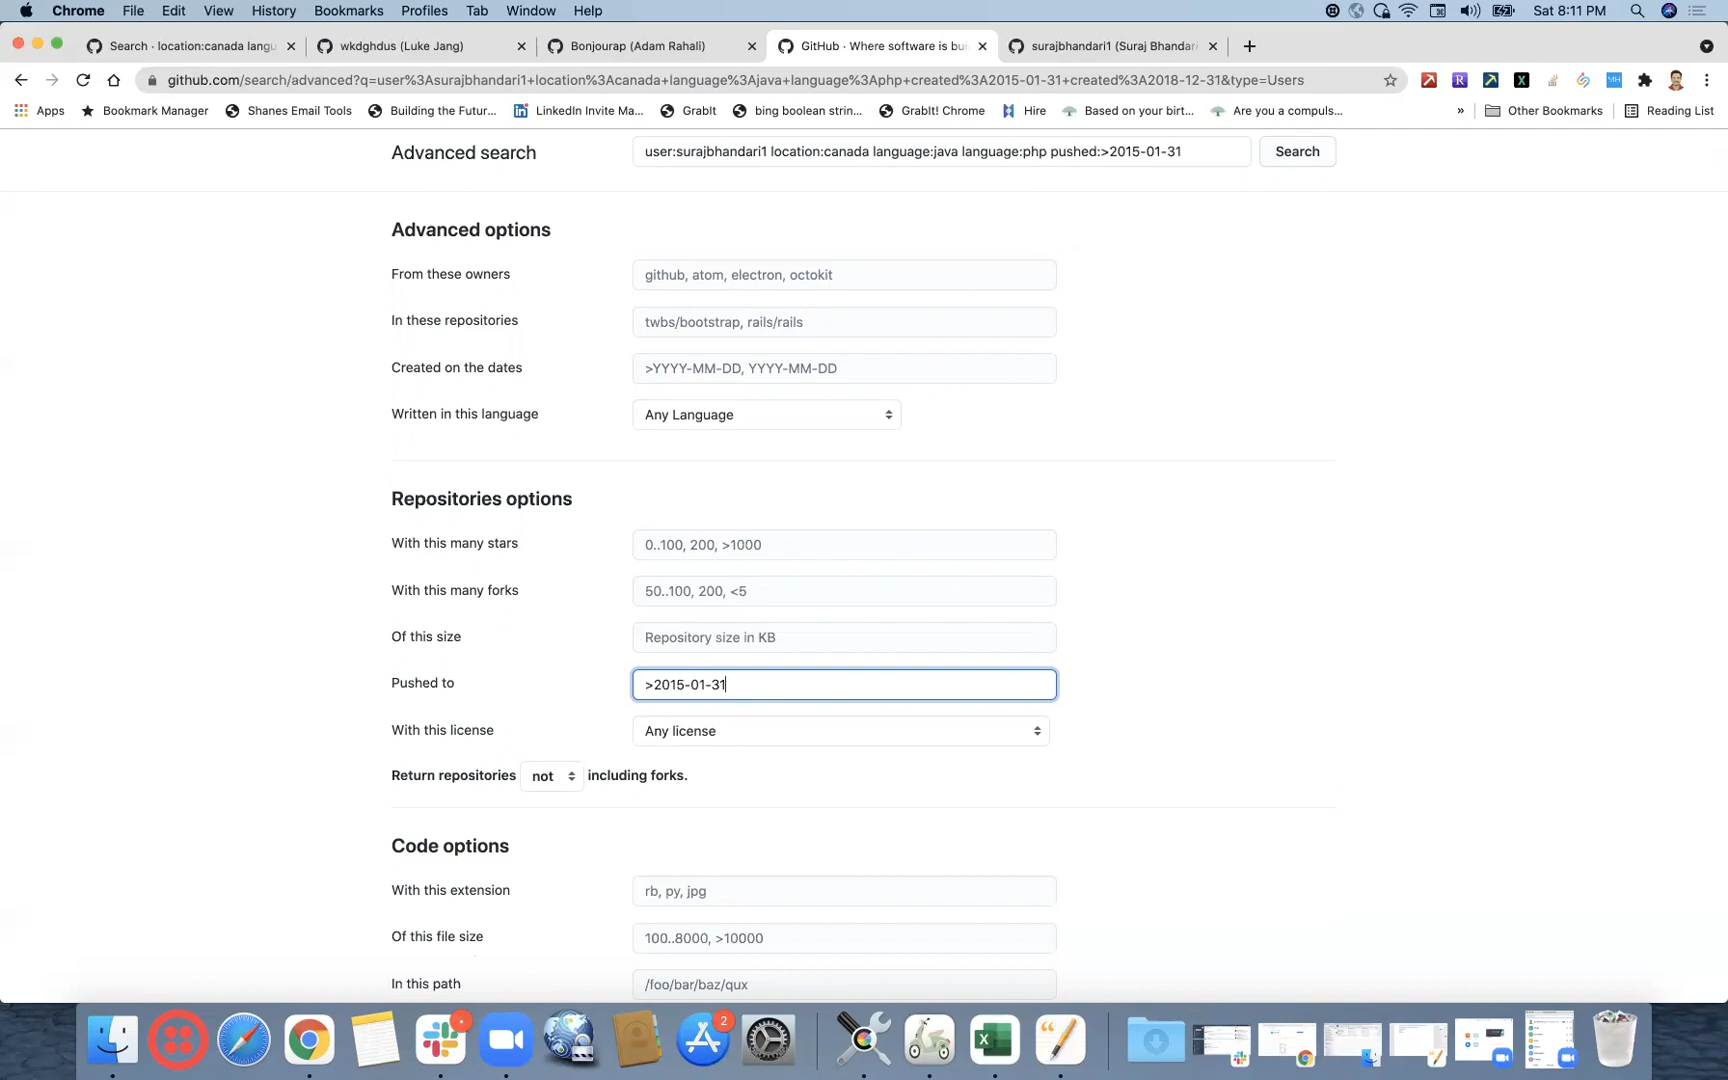 Chrome File Edit View History Bookmarks Profiles Tab Window Help Sat 8:11 PM
Search · location:canada langu wkdghdus (Luke Jang) Bonjourap (Adam Rahali) GitHub · Where software is bui surajbhandari1 (Suraj Bhandari
github.com/search/advanced?q=user%3Asurajbhandari1+location%3Acanada+language%3Ajava+language%3Aphp+created%3A2015-01-31+created%3A2018-12-31&type=Users
Apps Bookmark Manager Shanes Email Tools Building the Futur... LinkedIn Invite Ma... GrabIt bing boolean strin... GrabIt! Chrome Hire Based on your birt... Are you a compuls... » Other Bookmarks Reading List
Advanced search user:surajbhandari1 location:canada language:java language:php pushed:>2015-01-31 Search
Advanced options
From these owners github, atom, electron, octokit
In these repositories twbs/bootstrap, rails/rails
Created on the dates >YYYY-MM-DD, YYYY-MM-DD
Written in this language Any Language
Repositories options
With this many stars 0..100, 200, >1000
With this many forks 50..100, 200, <5
Of this size Repository size in KB
Pushed to >2015-01-31
With this license Any license
Return repositories not including forks.
Code options
With this extension rb, py, jpg
Of this file size 100..8000, >10000
In this path /foo/bar/baz/qux
2